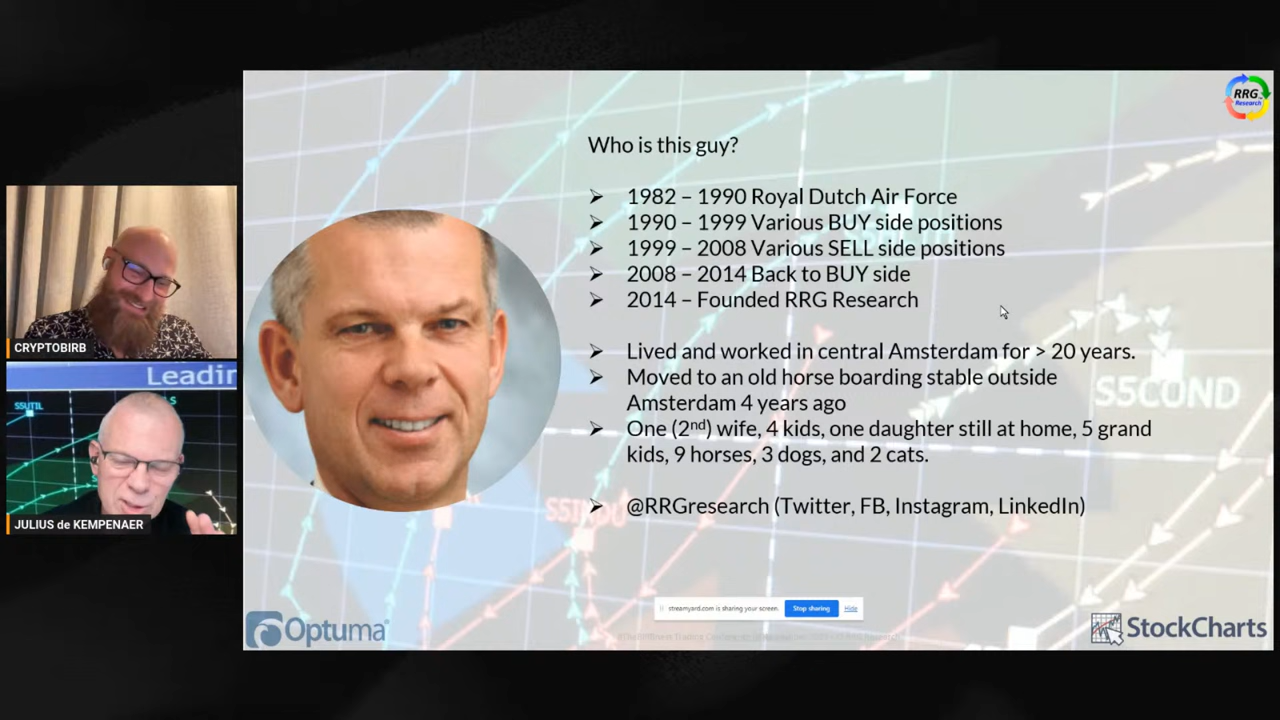 RRG
Research
Who is this guy?
➢ 1982 – 1990 Royal Dutch Air Force
➢ 1990 – 1999 Various BUY side positions
➢ 1999 – 2008 Various SELL side positions
➢ 2008 – 2014 Back to BUY side
➢ 2014 – Founded RRG Research
➢ Lived and worked in central Amsterdam for > 20 years.
➢ Moved to an old horse boarding stable outside
Amsterdam 4 years ago
➢ One (2nd) wife, 4 kids, one daughter still at home, 5 grand
kids, 9 horses, 3 dogs, and 2 cats.
➢ @RRGresearch (Twitter, FB, Instagram, LinkedIn)
S5COND
CRYPTOBIRB
Leadin
S5UTIL
JULIUS de KEMPENAER
streamyard.com is sharing your screen. Stop sharing Hide
Optuma
StockCharts